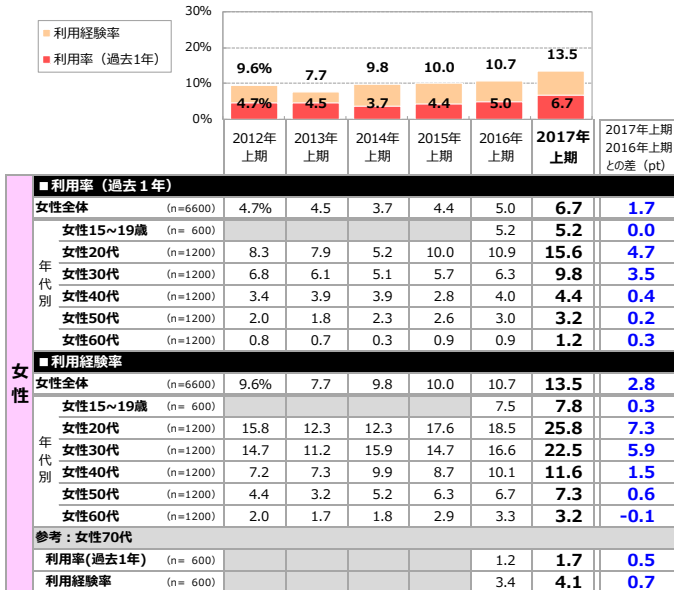 30%
利用経験率
利用率（過去1年）
20%
10%
0%
9.6% 7.7 9.8 10.0 10.7 13.5
4.7% 4.5 3.7 4.4 5.0 6.7
2012年上期 2013年上期 2014年上期 2015年上期 2016年上期 2017年上期 2017年上期 2016年上期 との差（pt）
女性
■利用率（過去１年）
女性全体 (n=6600) 4.7% 4.5 3.7 4.4 5.0 6.7 1.7
年代別
女性15~19歳 (n= 600) 5.2 5.2 0.0
女性20代 (n=1200) 8.3 7.9 5.2 10.0 10.9 15.6 4.7
女性30代 (n=1200) 6.8 6.1 5.1 5.7 6.3 9.8 3.5
女性40代 (n=1200) 3.4 3.9 3.9 2.8 4.0 4.4 0.4
女性50代 (n=1200) 2.0 1.8 2.3 2.6 3.0 3.2 0.2
女性60代 (n=1200) 0.8 0.7 0.3 0.9 0.9 1.2 0.3
■利用経験率
女性全体 (n=6600) 9.6% 7.7 9.8 10.0 10.7 13.5 2.8
年代別
女性15~19歳 (n= 600) 7.5 7.8 0.3
女性20代 (n=1200) 15.8 12.3 12.3 17.6 18.5 25.8 7.3
女性30代 (n=1200) 14.7 11.2 15.9 14.7 16.6 22.5 5.9
女性40代 (n=1200) 7.2 7.3 9.9 8.7 10.1 11.6 1.5
女性50代 (n=1200) 4.4 3.2 5.2 6.3 6.7 7.3 0.6
女性60代 (n=1200) 2.0 1.7 1.8 2.9 3.3 3.2 -0.1
参考：女性70代
利用率(過去1年) (n= 600) 1.2 1.7 0.5
利用経験率 (n= 600) 3.4 4.1 0.7